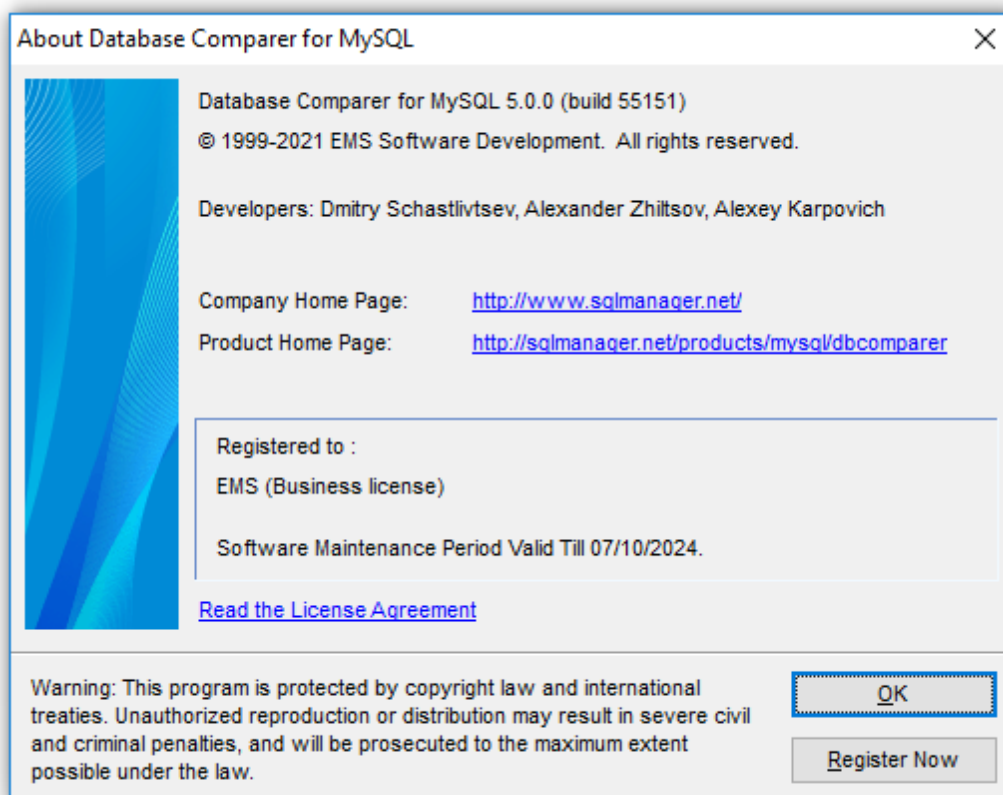 About Database Comparer for MySQL
Database Comparer for MySQL 5.0.0 (build 55151)
© 1999-2021 EMS Software Development. All rights reserved.
Developers: Dmitry Schastlivtsev, Alexander Zhiltsov, Alexey Karpovich
Company Home Page: http://www.sqlmanager.net/
Product Home Page: http://sqlmanager.net/products/mysql/dbcomparer
Registered to :
EMS (Business license)
Software Maintenance Period Valid Till 07/10/2024.
Read the License Agreement
Warning: This program is protected by copyright law and international
treaties. Unauthorized reproduction or distribution may result in severe civil
and criminal penalties, and will be prosecuted to the maximum extent
possible under the law.
OK
Register Now